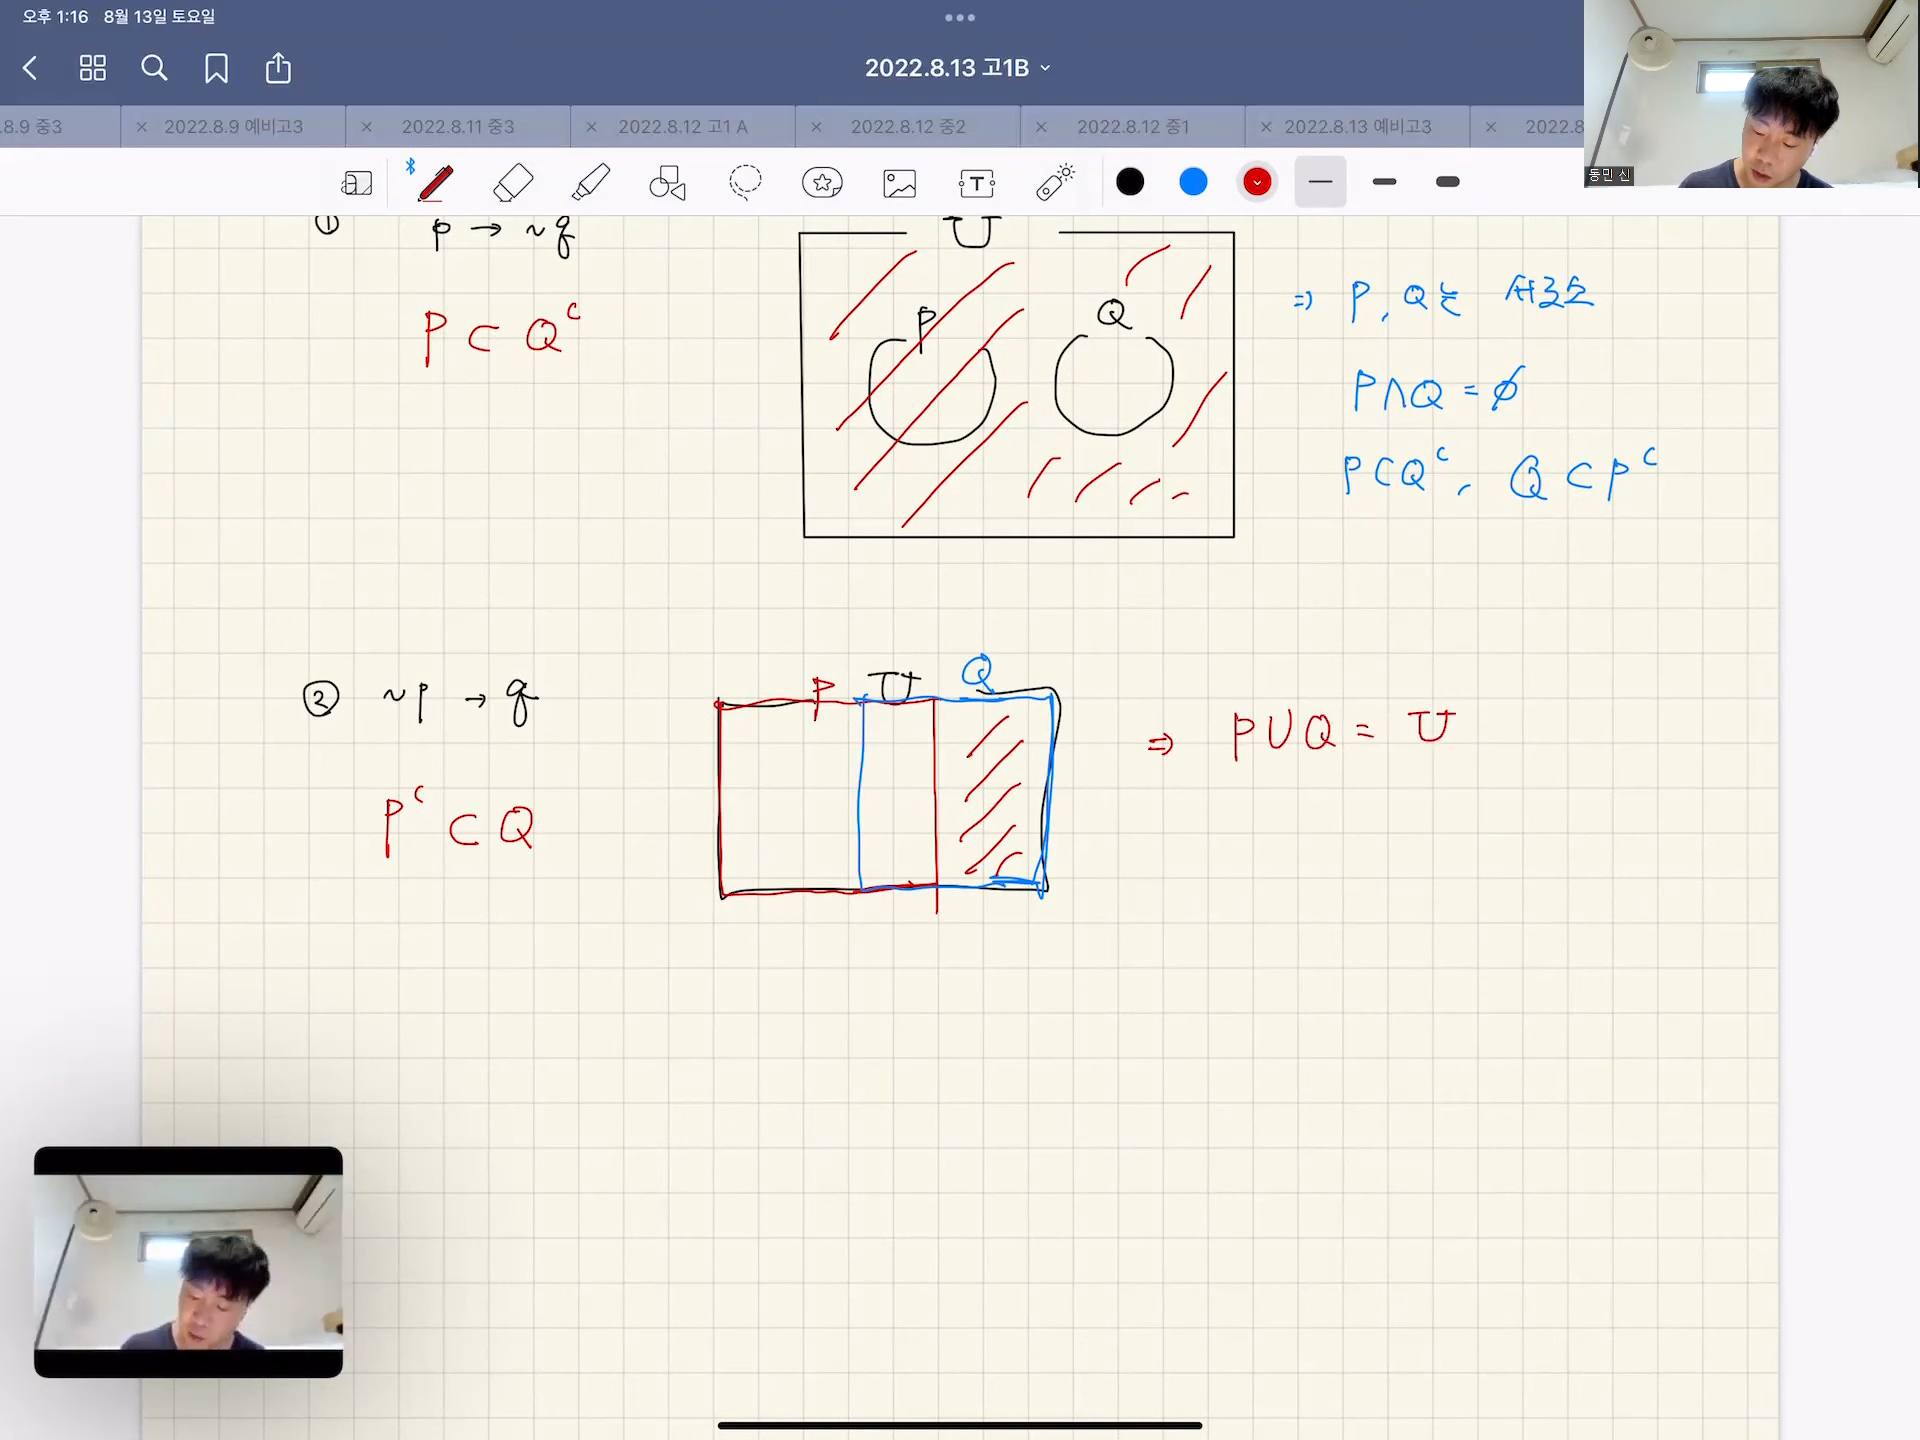 오후 1:16 8월 13일 토요일
2022.8.13 고1B
.8.9 중3
2022.8.9 예비고3
2022.8.11 중3
2022.8.12 고1 A
2022.8.12 중2
2022.8.12 중1
2022.8.13 예비고3
2022.8
동민 신
① p → ~q
U
P ⊂ Q^C
P
Q
⇒ P, Q는 서로소
P∩Q = ∅
P⊂Q^C, Q⊂P^C
② ~p → q
P
U
Q
⇒ P∪Q = U
P^C ⊂ Q